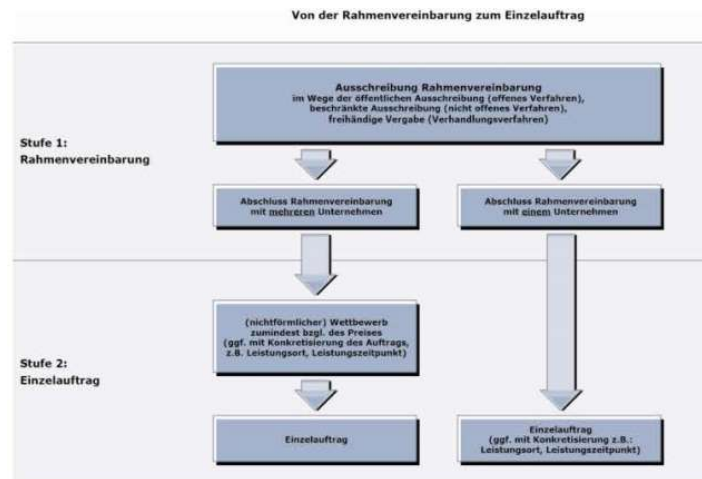 Von der Rahmenvereinbarung zum Einzelauftrag
Ausschreibung Rahmenvereinbarung
im Wege der öffentlichen Ausschreibung (offenes Verfahren),
beschränkte Ausschreibung (nicht offenes Verfahren),
freihändige Vergabe (Verhandlungsverfahren)
Stufe 1:
Rahmenvereinbarung
Abschluss Rahmenvereinbarung
mit mehreren Unternehmen
Abschluss Rahmenvereinbarung
mit einem Unternehmen
(nichtförmlicher) Wettbewerb
zumindest bzgl. des Preises
(ggf. mit Konkretisierung des Auftrags,
z.B. Leistungsort, Leistungszeitpunkt)
Stufe 2:
Einzelauftrag
Einzelauftrag
Einzelauftrag
(ggf. mit Konkretisierung z.B.:
Leistungsort, Leistungszeitpunkt)